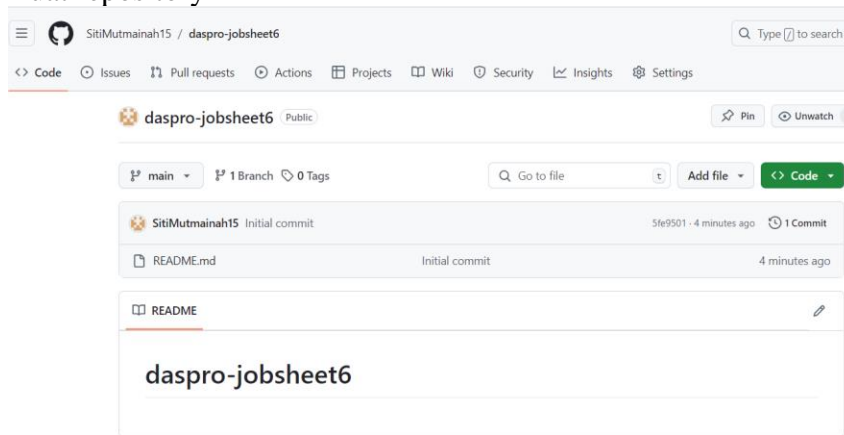 SitiMutmainah15 / daspro-jobsheet6 Type / to search
<> Code Issues Pull requests Actions Projects Wiki Security Insights Settings
daspro-jobsheet6 Public Pin Unwatch
main 1 Branch 0 Tags Go to file t Add file <> Code
SitiMutmainah15 Initial commit 5fe9501 · 4 minutes ago 1 Commit
README.md Initial commit 4 minutes ago
README
daspro-jobsheet6